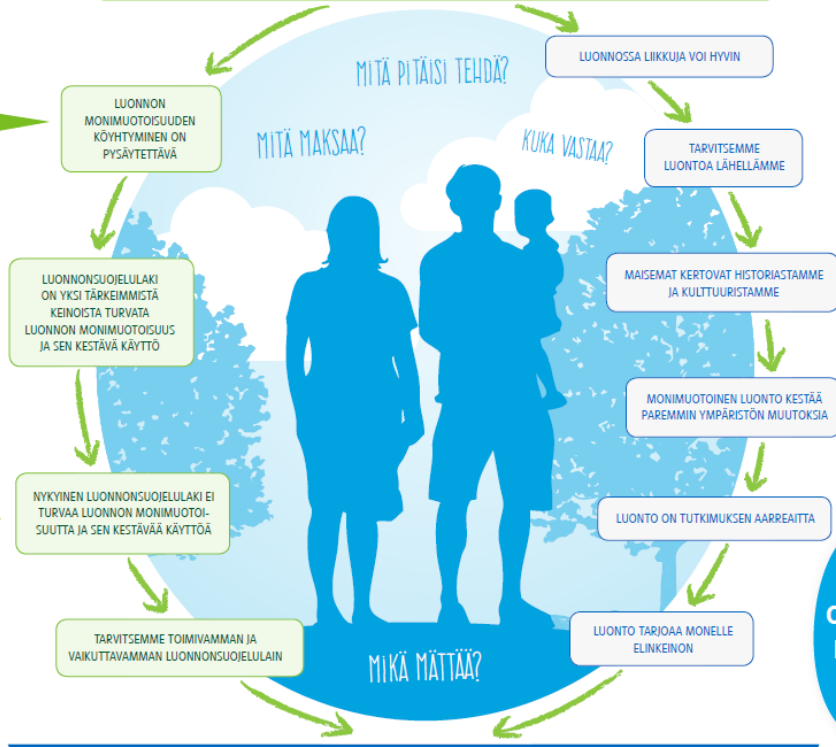 MITÄ PITÄISI TEHDÄ?
MITÄ MAKSAA?
KUKA VASTAA?
LUONNON
MONIMUOTOISUUDEN
KÖYHTYMINEN ON
PYSÄYTETTÄVÄ
LUONNONSUOJELULAKI
ON YKSI TÄRKEIMMISTÄ
KEINOISTA TURVATA
LUONNON MONIMUOTOISUUS
JA SEN KESTÄVÄ KÄYTTÖ
NYKYINEN LUONNONSUOJELULAKI EI
TURVAA LUONNON MONIMUOTOI-
SUUTTA JA SEN KESTÄVÄÄ KÄYTTÖÄ
TARVITSEMME TOIMIVAMMAN JA
VAIKUTTAVAMMAN LUONNONSUOJELULAIN
LUONNOSSA LIIKKUJA VOI HYVIN
TARVITSEMME
LUONTOA LÄHELLÄMME
MAISEMAT KERTOVAT HISTORIASTAMME
JA KULTTUURISTAMME
MONIMUOTOINEN LUONTO KESTÄÄ
PAREMMIN YMPÄRISTÖN MUUTOKSIA
LUONTO ON TUTKIMUKSEN AARREAITTA
LUONTO TARJOAA MONELLE
ELINKEINON
MIKÄ MÄTTÄÄ?